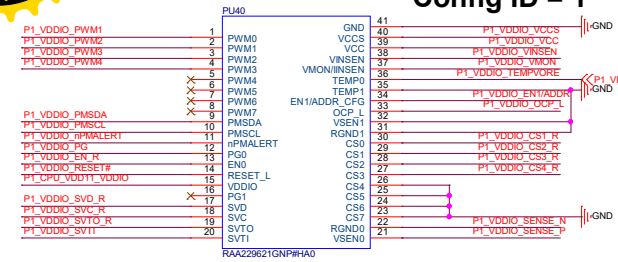 Config ID = 1
PU40
GND 41 GND
P1_VDDIO_PWM1 1 PWM0 VCCS 40 P1_VDDIO_VCCS
P1_VDDIO_PWM2 2 PWM1 VCC 39 P1_VDDIO_VCC
P1_VDDIO_PWM3 3 PWM2 VINSEN 38 P1_VDDIO_VINSEN
P1_VDDIO_PWM4 4 PWM3 VMON/IINSEN 37 P1_VDDIO_VMON
5 PWM4 TEMP0 36 P1_VDDIO_TEMPVORE P1_VI
6 PWM5 TEMP1 35 GND
7 PWM6 EN1/ADDR_CFG 34 P1_VDDIO_EN1/ADDR
8 PWM7 OCP_L 33 P1_VDDIO_OCP_L
P1_VDDIO_PMSDA 9 PMSDA VSEN1 32
P1_VDDIO_PMSCL 10 PMSCL RGND1 31
P1_VDDIO_nPMALERT 11 nPMALERT CS0 30 P1_VDDIO_CS1_R
P1_VDDIO_PG 12 PG0 CS1 29 P1_VDDIO_CS2_R
P1_VDDIO_EN_R 13 EN0 CS2 28 P1_VDDIO_CS3_R
P1_VDDIO_RESET# 14 RESET_L CS3 27 P1_VDDIO_CS4_R
P1_CPU_VDD11_VDDIO 15 VDDIO CS4 26
16 PG1 CS5 25
P1_VDDIO_SVD_R 17 SVD CS6 24
P1_VDDIO_SVC_R 18 SVC CS7 23 GND
P1_VDDIO_SVTO_R 19 SVTO RGND0 22 P1_VDDIO_SENSE_N
P1_VDDIO_SVTI 20 SVTI VSEN0 21 P1_VDDIO_SENSE_P
RAA229621GNP#HA0